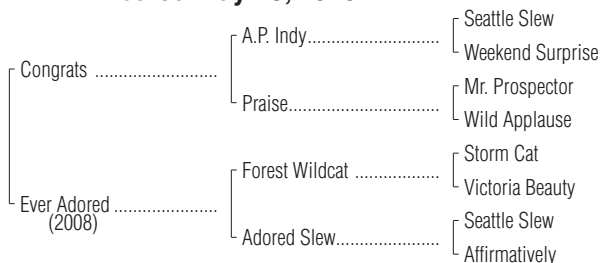 Seattle Slew
A.P. Indy
Weekend Surprise
Congrats
Mr. Prospector
Praise
Wild Applause
Storm Cat
Forest Wildcat
Victoria Beauty
Ever Adored
(2008)
Seattle Slew
Adored Slew
Affirmatively